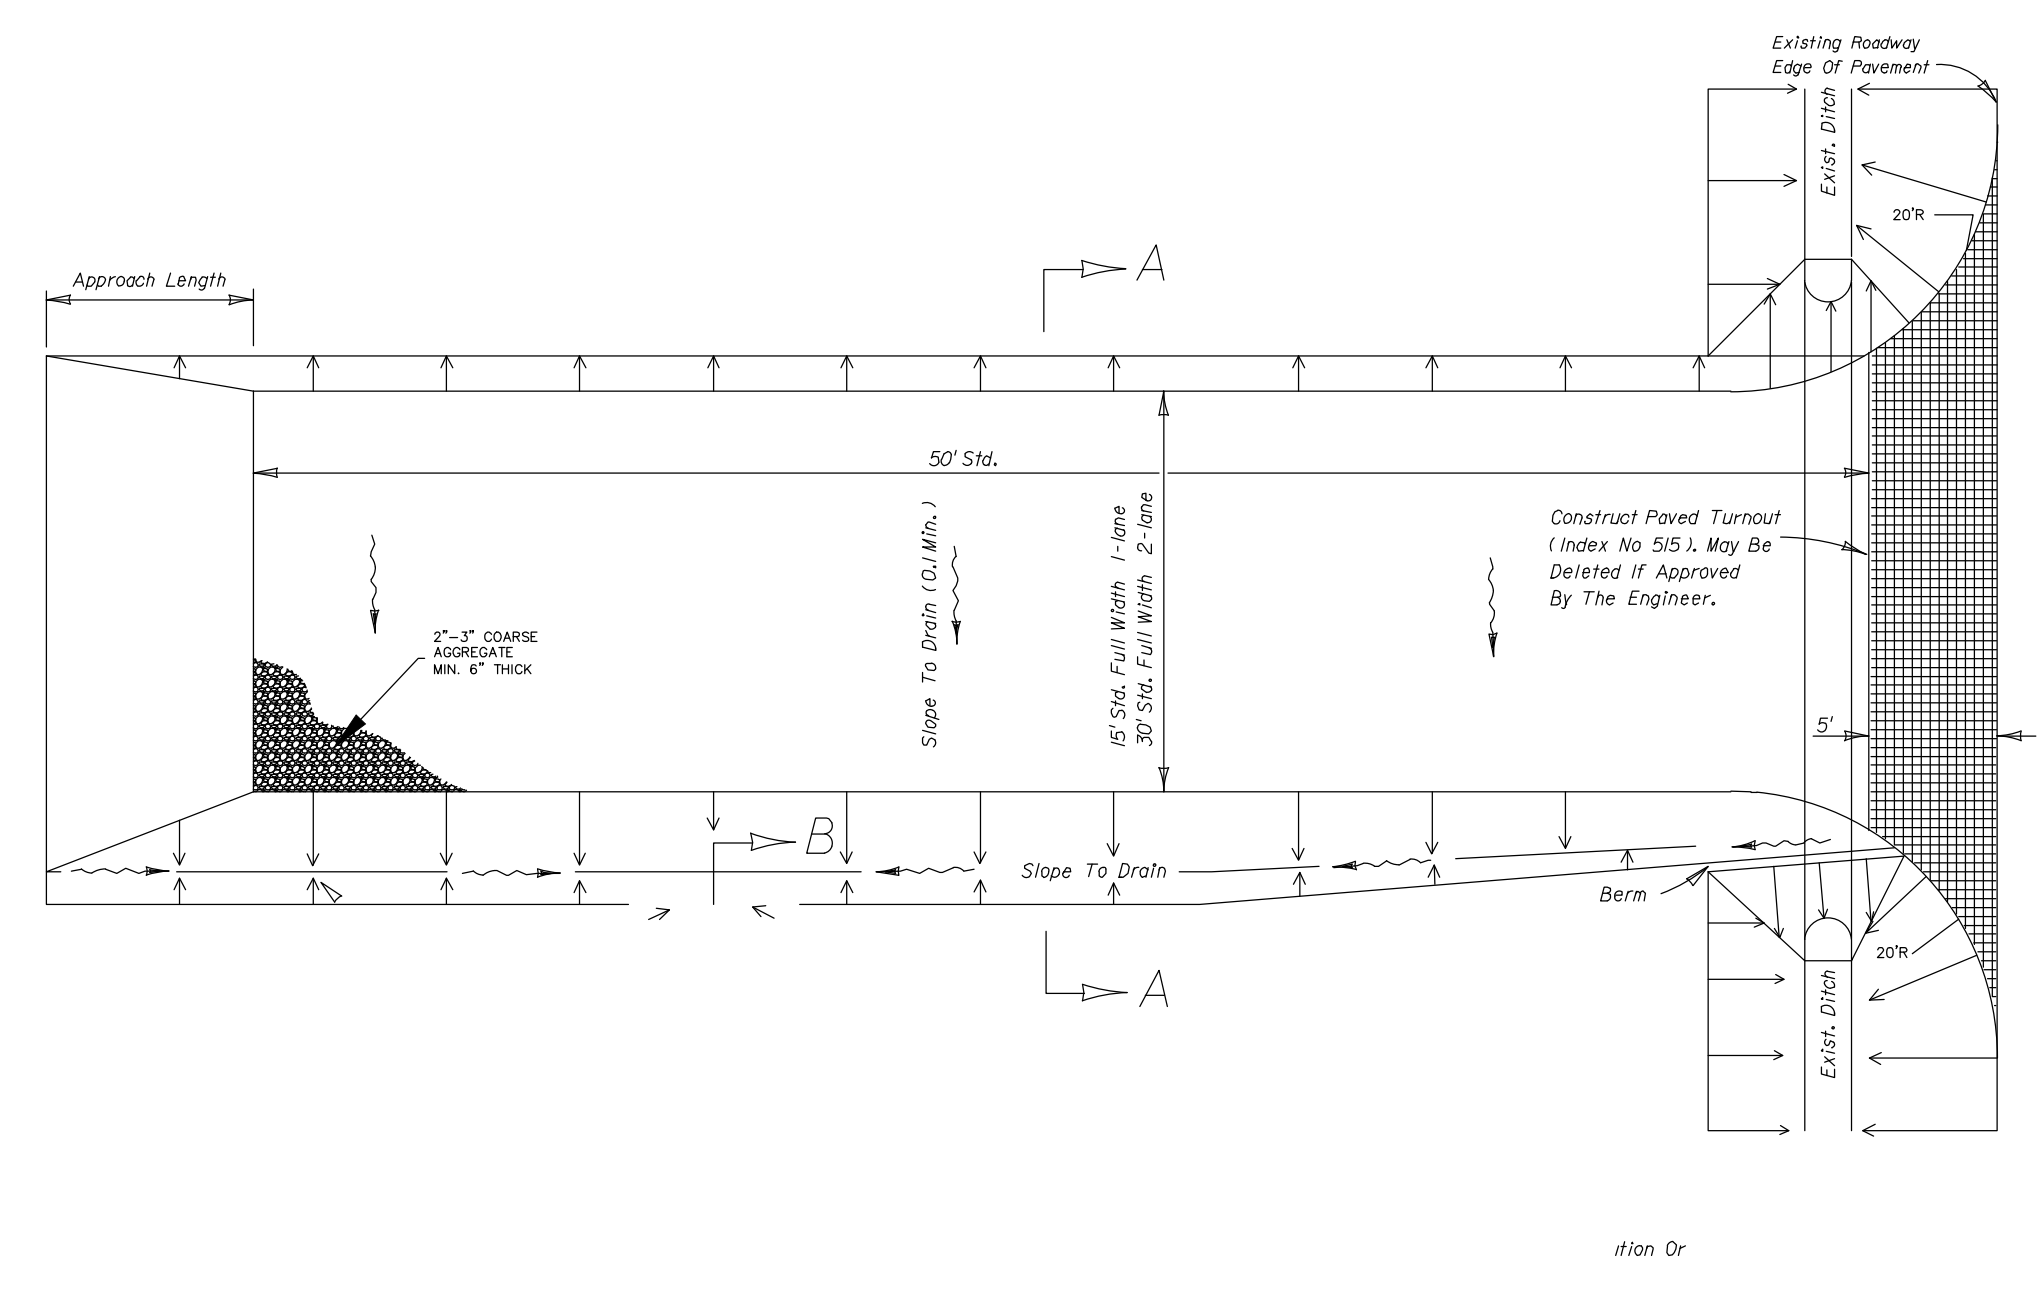 Existing Roadway
Edge Of Pavement
Exist. Ditch
20'R
A
Approach Length
50' Std.
Slope To Drain (0.1 Min.)
15' Std. Full Width 1-lane
30' Std. Full Width 2-lane
Construct Paved Turnout
(Index No 515). May Be
Deleted If Approved
By The Engineer.
2"-3" COARSE
AGGREGATE
MIN. 6" THICK
5'
B
Slope To Drain
Berm
20'R
A
Exist. Ditch
Or